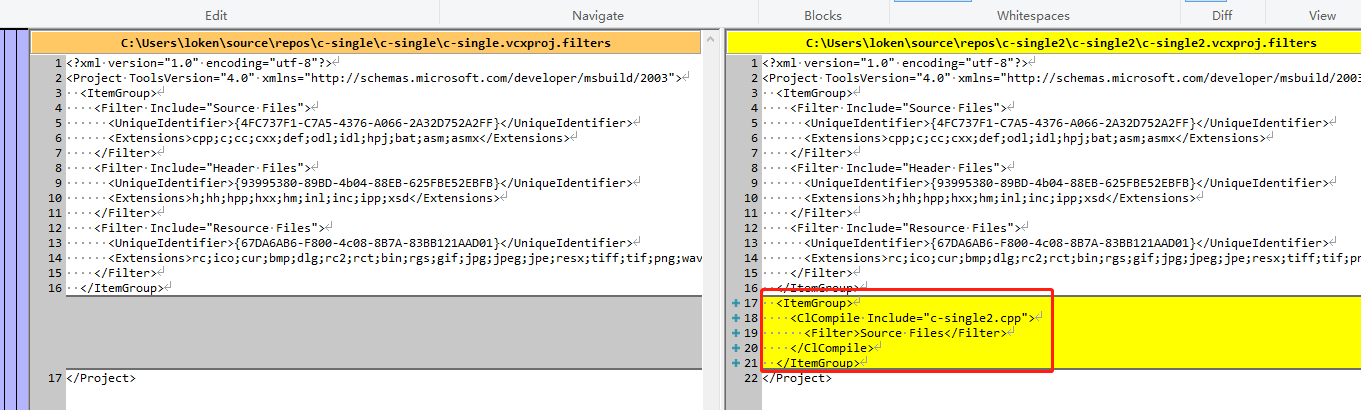 Edit Navigate Blocks Whitespaces Diff View
C:\Users\loken\source\repos\c-single\c-single\c-single.vcxproj.filters
1 <?xml version="1.0" encoding="utf-8"?>
2 <Project ToolsVersion="4.0" xmlns="http://schemas.microsoft.com/developer/msbuild/2003">
3 <ItemGroup>
4 <Filter Include="Source Files">
5 <UniqueIdentifier>{4FC737F1-C7A5-4376-A066-2A32D752A2FF}</UniqueIdentifier>
6 <Extensions>cpp;c;cc;cxx;def;odl;idl;hpj;bat;asm;asmx</Extensions>
7 </Filter>
8 <Filter Include="Header Files">
9 <UniqueIdentifier>{93995380-89BD-4b04-88EB-625FBE52EBFB}</UniqueIdentifier>
10 <Extensions>h;hh;hpp;hxx;hm;inl;inc;ipp;xsd</Extensions>
11 </Filter>
12 <Filter Include="Resource Files">
13 <UniqueIdentifier>{67DA6AB6-F800-4c08-8B7A-83BB121AAD01}</UniqueIdentifier>
14 <Extensions>rc;ico;cur;bmp;dlg;rc2;rct;bin;rgs;gif;jpg;jpeg;jpe;resx;tiff;tif;png;wav
15 </Filter>
16 </ItemGroup>
17 </Project>
C:\Users\loken\source\repos\c-single2\c-single2\c-single2.vcxproj.filters
1 <?xml version="1.0" encoding="utf-8"?>
2 <Project ToolsVersion="4.0" xmlns="http://schemas.microsoft.com/developer/msbuild/2003
3 <ItemGroup>
4 <Filter Include="Source Files">
5 <UniqueIdentifier>{4FC737F1-C7A5-4376-A066-2A32D752A2FF}</UniqueIdentifier>
6 <Extensions>cpp;c;cc;cxx;def;odl;idl;hpj;bat;asm;asmx</Extensions>
7 </Filter>
8 <Filter Include="Header Files">
9 <UniqueIdentifier>{93995380-89BD-4b04-88EB-625FBE52EBFB}</UniqueIdentifier>
10 <Extensions>h;hh;hpp;hxx;hm;inl;inc;ipp;xsd</Extensions>
11 </Filter>
12 <Filter Include="Resource Files">
13 <UniqueIdentifier>{67DA6AB6-F800-4c08-8B7A-83BB121AAD01}</UniqueIdentifier>
14 <Extensions>rc;ico;cur;bmp;dlg;rc2;rct;bin;rgs;gif;jpg;jpeg;jpe;resx;tiff;tif;pn
15 </Filter>
16 </ItemGroup>
+ 17 <ItemGroup>
+ 18 <ClCompile Include="c-single2.cpp">
+ 19 <Filter>Source Files</Filter>
+ 20 </ClCompile>
+ 21 </ItemGroup>
22 </Project>